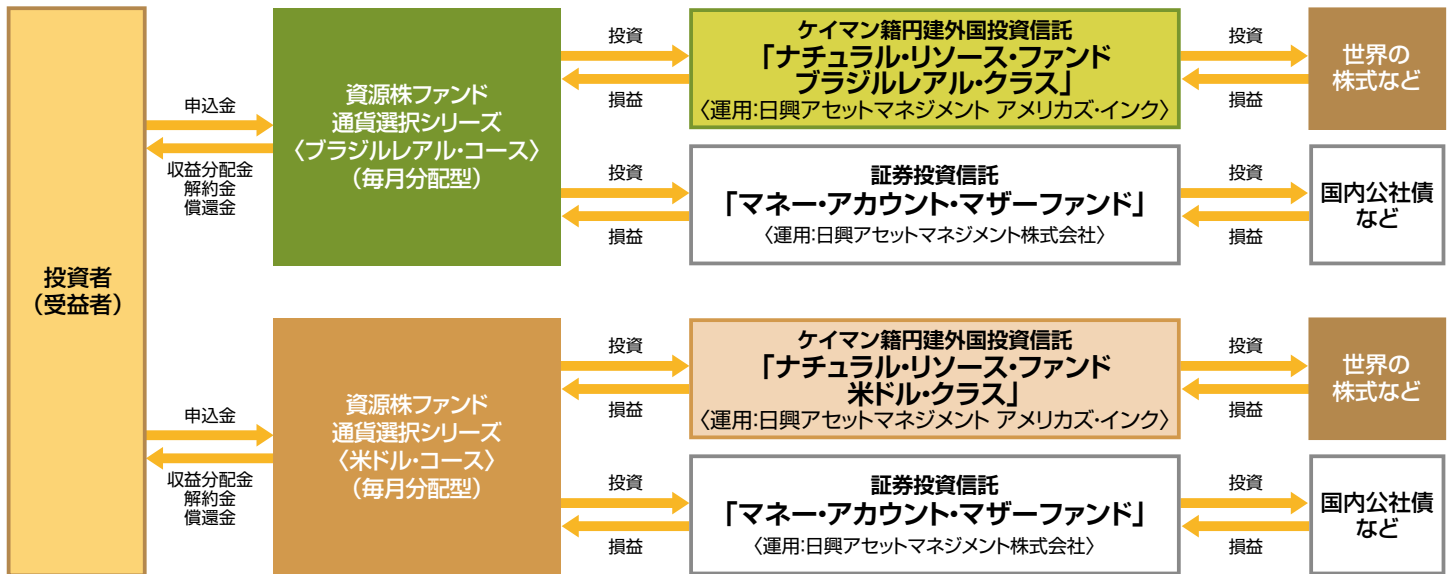 投資者
（受益者）
申込金
収益分配金
解約金
償還金
資源株ファンド
通貨選択シリーズ
〈ブラジルレアル・コース〉
（毎月分配型）
投資
損益
ケイマン籍円建外国投資信託
「ナチュラル・リソース・ファンド
ブラジルレアル・クラス」
〈運用:日興アセットマネジメント アメリカズ・インク〉
投資
損益
世界の
株式など
投資
損益
証券投資信託
「マネー・アカウント・マザーファンド」
〈運用:日興アセットマネジメント株式会社〉
投資
損益
国内公社債
など
申込金
収益分配金
解約金
償還金
資源株ファンド
通貨選択シリーズ
〈米ドル・コース〉
（毎月分配型）
投資
損益
ケイマン籍円建外国投資信託
「ナチュラル・リソース・ファンド
米ドル・クラス」
〈運用:日興アセットマネジメント アメリカズ・インク〉
投資
損益
世界の
株式など
投資
損益
証券投資信託
「マネー・アカウント・マザーファンド」
〈運用:日興アセットマネジメント株式会社〉
投資
損益
国内公社債
など